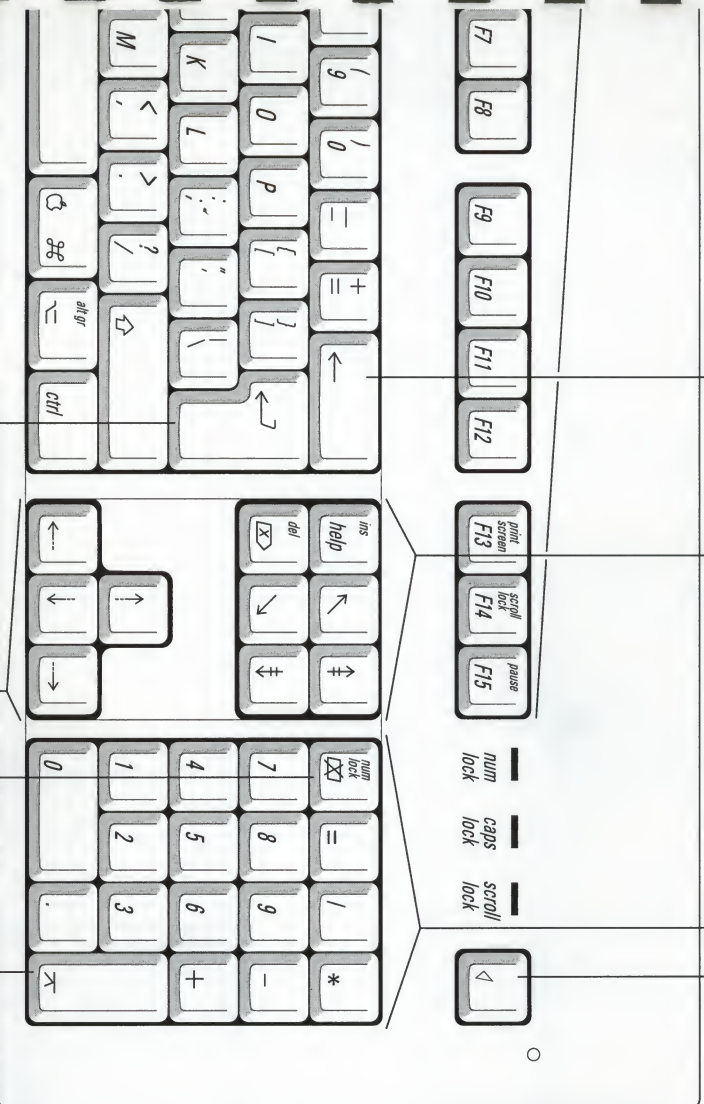 F7 F8 F9 F10 F11 F12
print screen F13
scroll lock F14
pause F15
num lock
caps lock
scroll lock
( 9 ) 0 _ - + = ←
ins help
num lock = / *
I O P { [ } ]
del
7 8 9 -
K L : ; " ' | \
4 5 6 +
M < , > . ? /
1 2 3
⌘ alt gr ⌥ ctrl
0 .